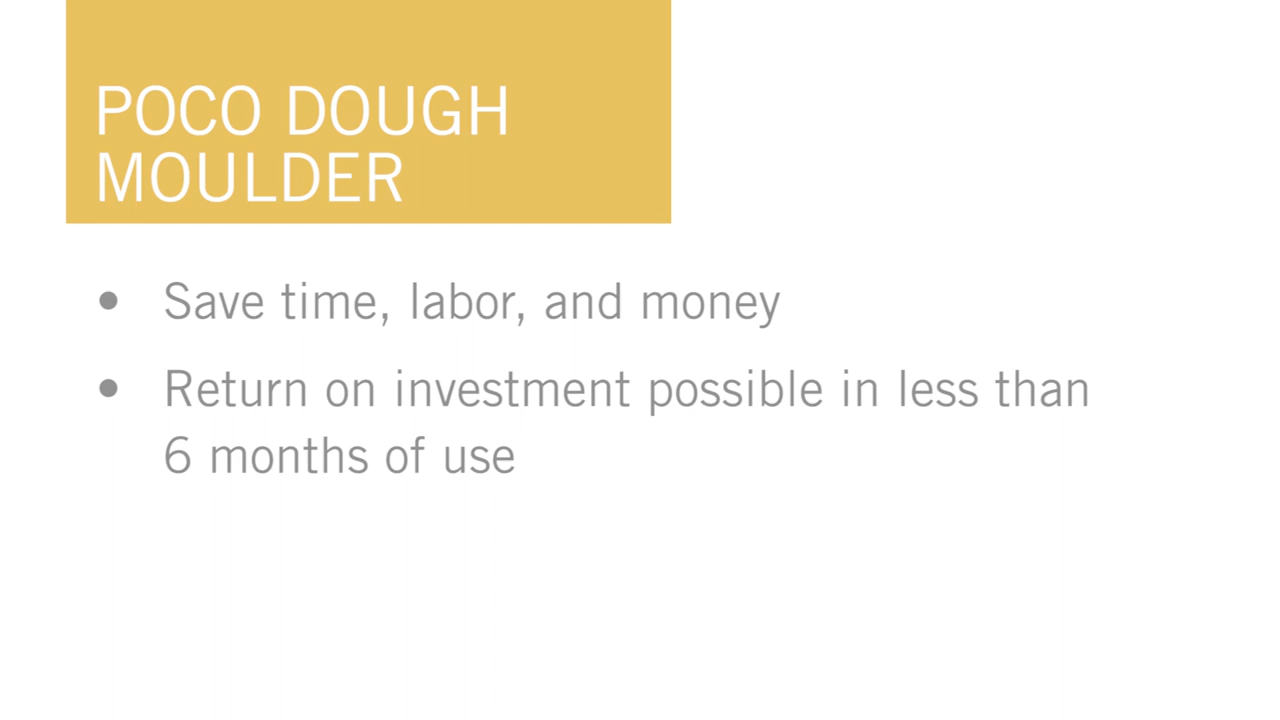 POCO DOUGH
MOULDER
• Save time, labor, and money
• Return on investment possible in less than
6 months of use